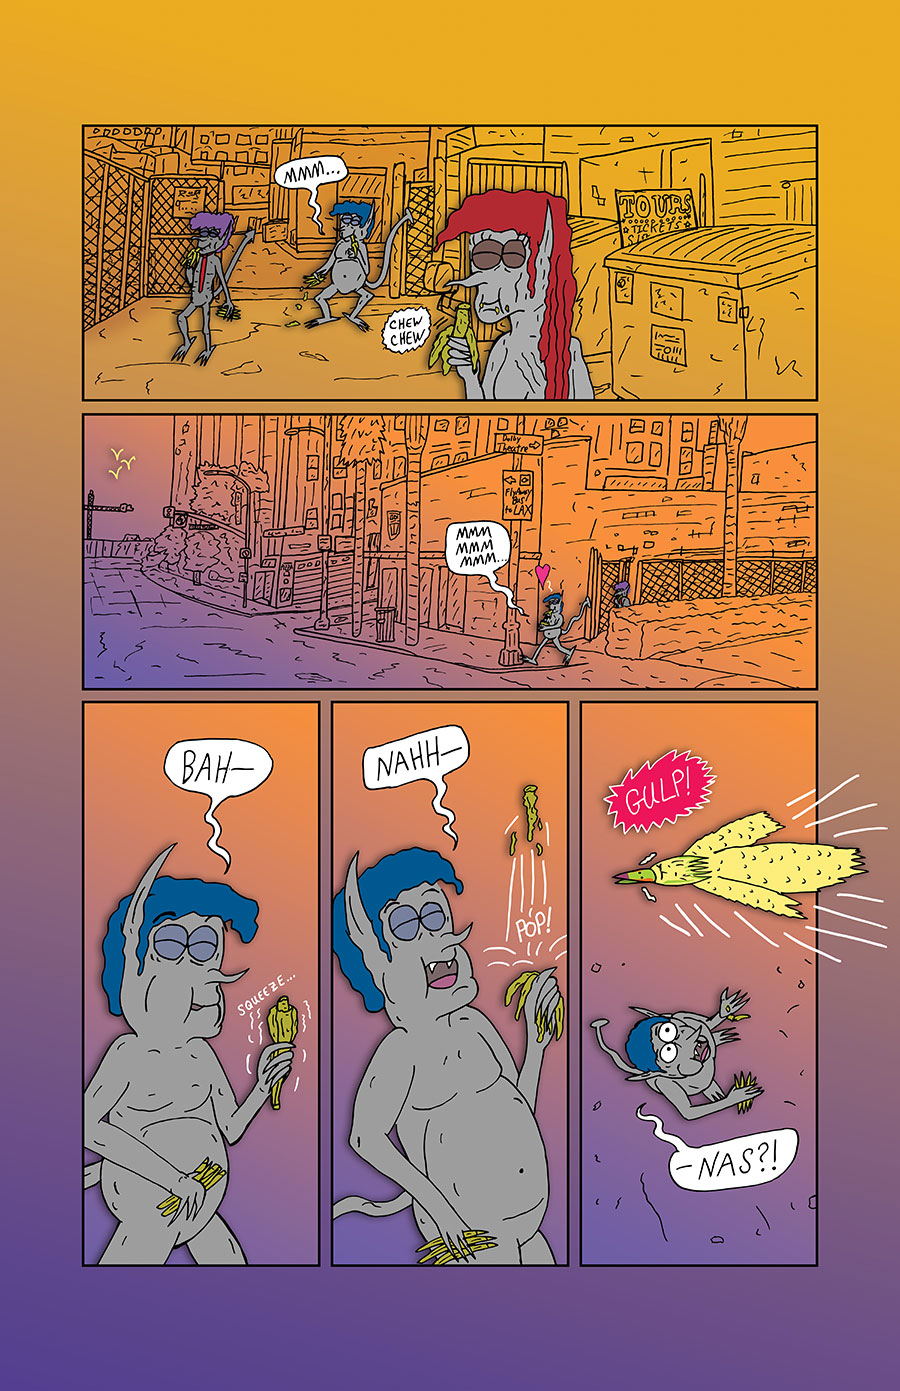 MMM...
CHEW
CHEW
TOURS
TICKETS
Dolby
Theatre
FlyAway
Bus
to LAX
MMM
MMM
MMM...
BAH—
SQUEEZE...
NAHH—
POP!
GULP!
—NAS?!